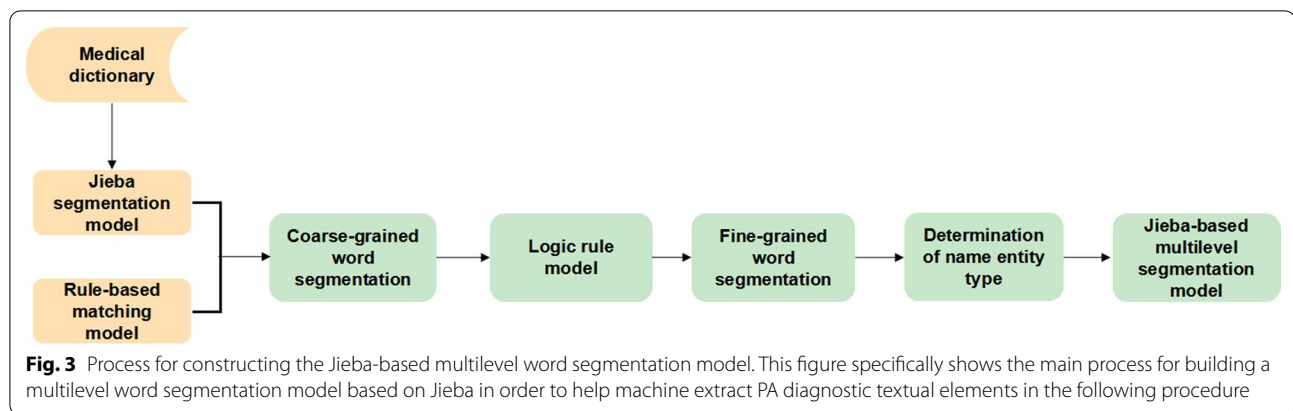 Medical
dictionary
Jieba
segmentation
model
Rule-based
matching
model
Coarse-grained
word
segmentation
Logic rule
model
Fine-grained
word
segmentation
Determination
of name entity
type
Jieba-based
multilevel
segmentation
model
Fig. 3 Process for constructing the Jieba-based multilevel word segmentation model. This figure specifically shows the main process for building a
multilevel word segmentation model based on Jieba in order to help machine extract PA diagnostic textual elements in the following procedure